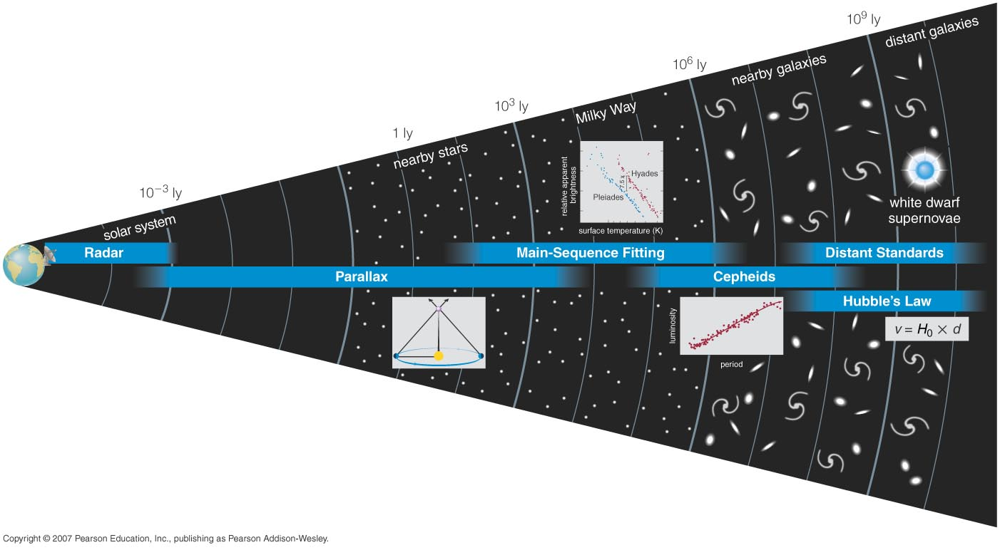 10⁹ ly
distant galaxies
10⁶ ly
nearby galaxies
10³ ly
Milky Way
1 ly
nearby stars
10⁻³ ly
solar system
relative apparent
brightness
Hyades
7.5 x
Pleiades
surface temperature (K)
white dwarf
supernovae
Radar
Main-Sequence Fitting
Distant Standards
Parallax
Cepheids
Hubble's Law
luminosity
period
v = H₀ × d
Copyright © 2007 Pearson Education, Inc., publishing as Pearson Addison-Wesley.